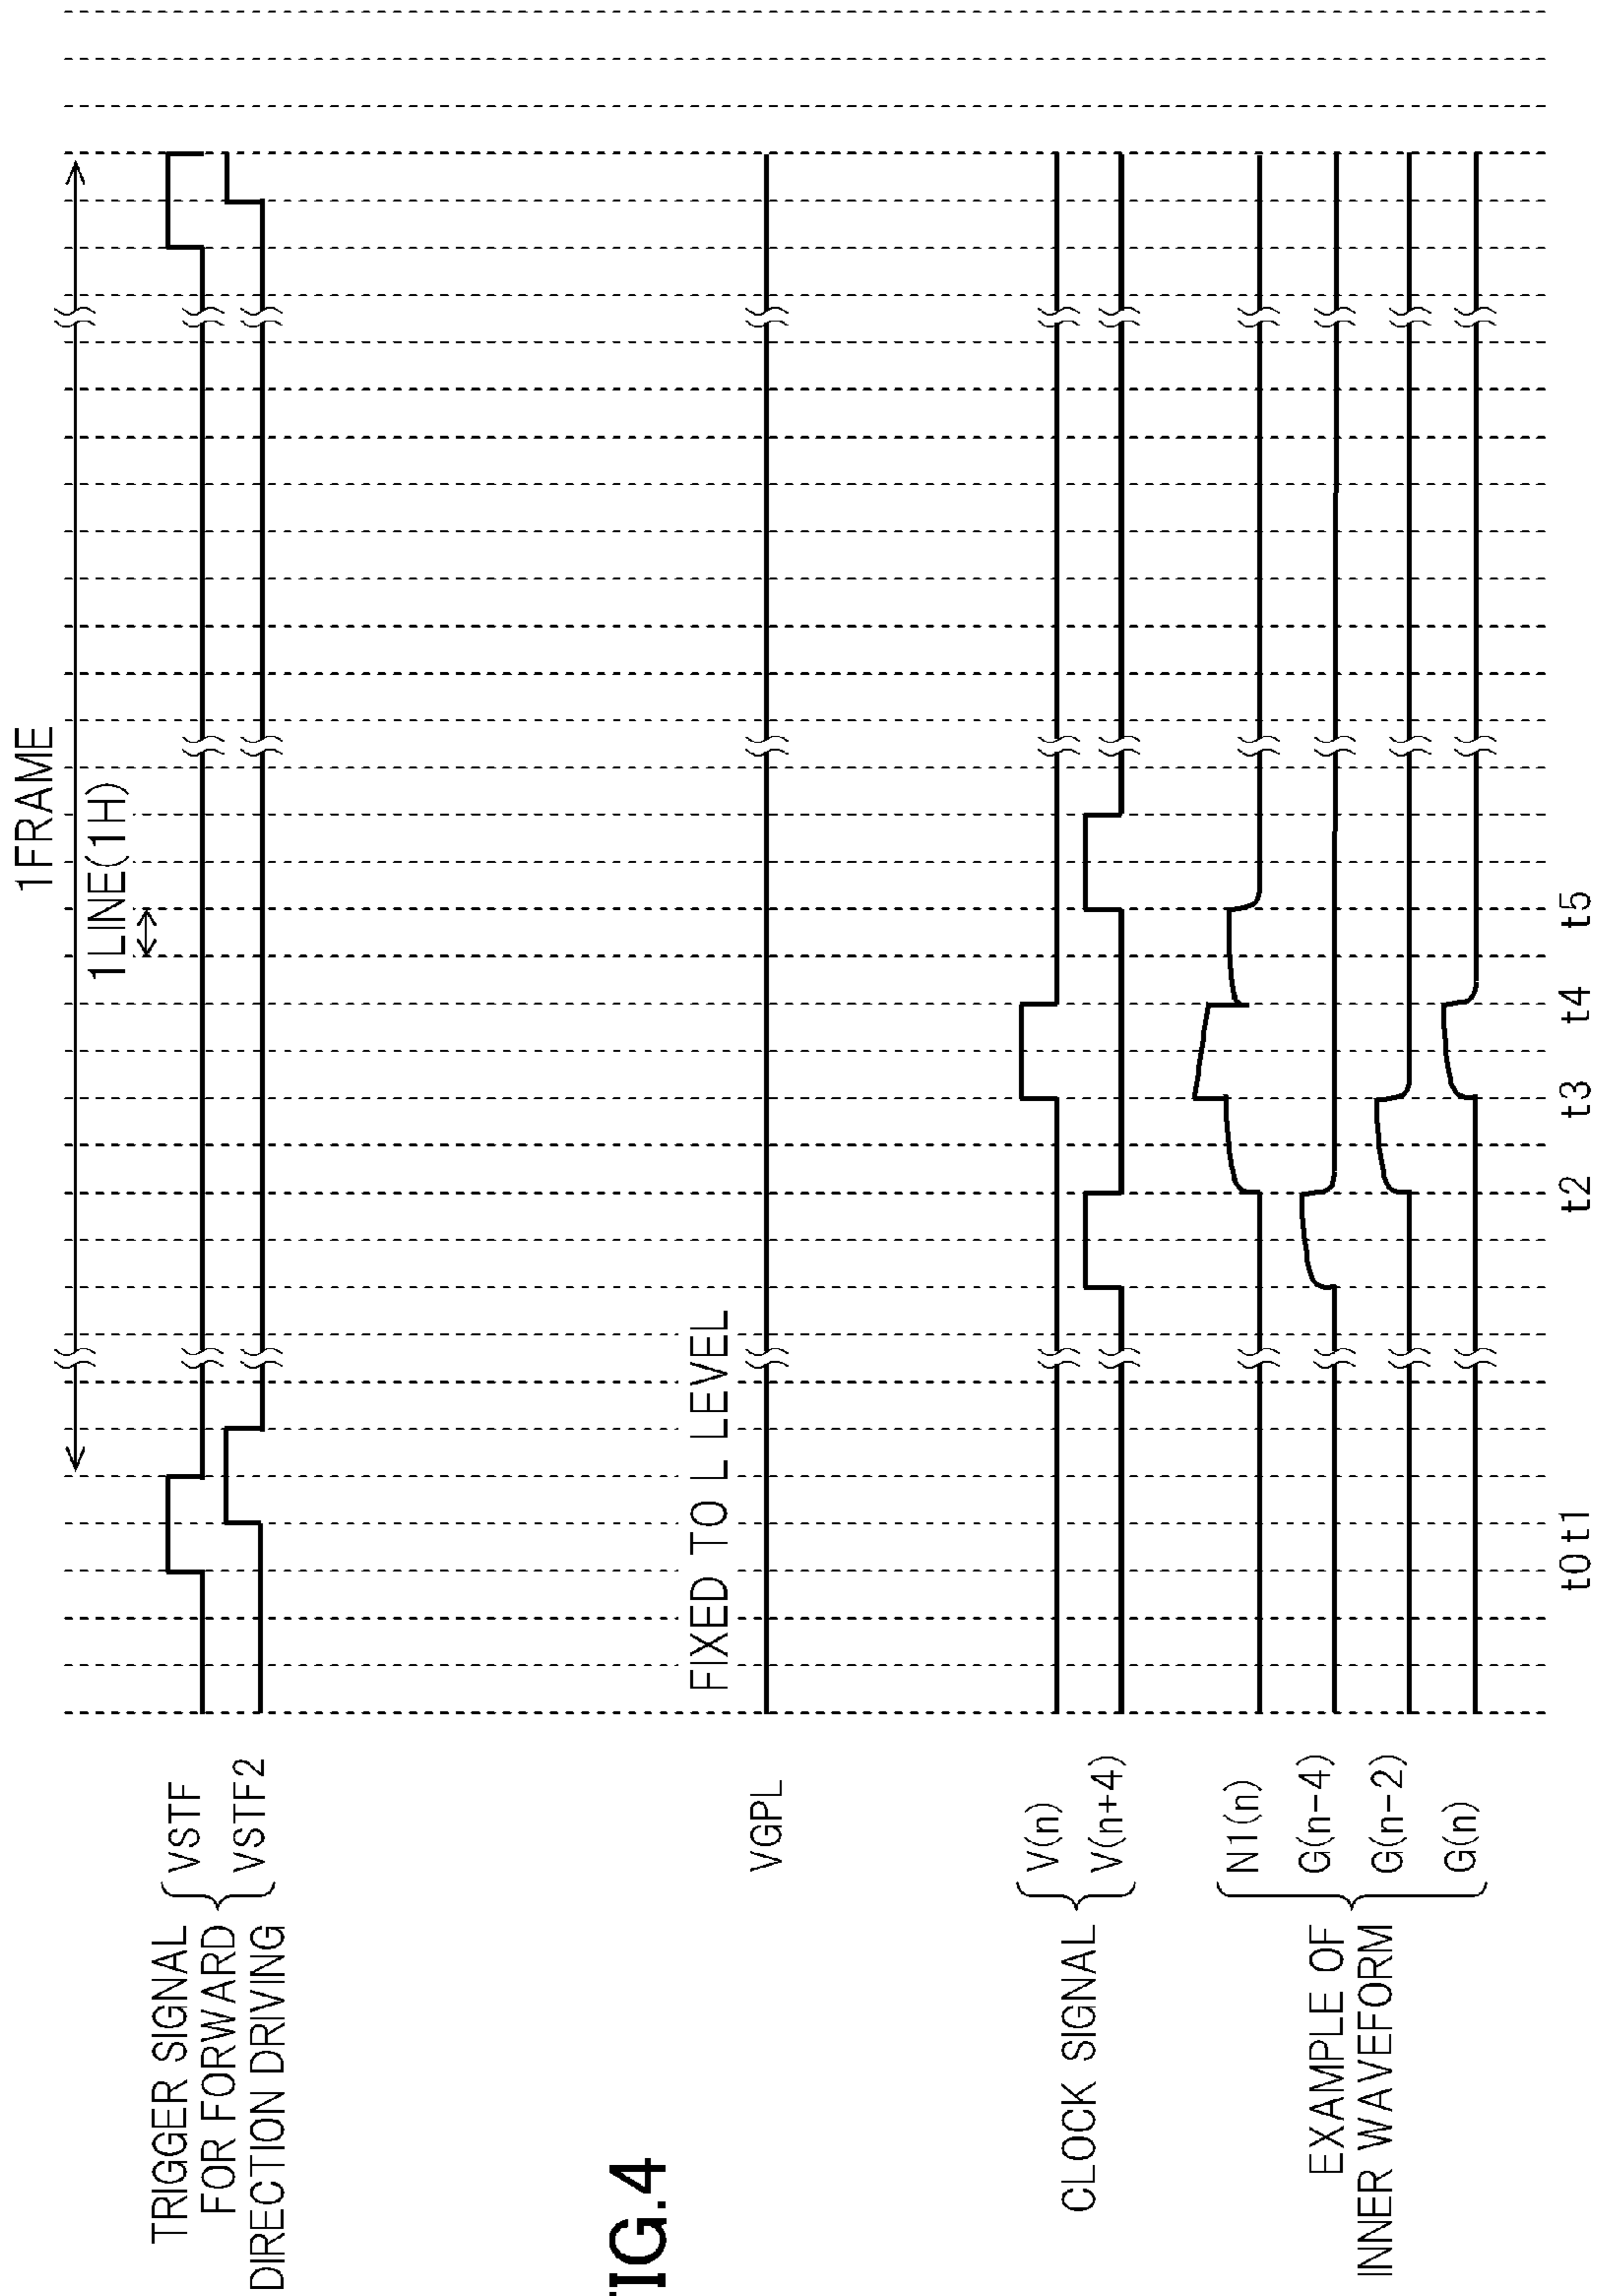 1FRAME
1LINE(1H)
TRIGGER SIGNAL
FOR FORWARD
DIRECTION DRIVING
VSTF
VSTF2
FIXED TO L LEVEL
VGPL
CLOCK SIGNAL
V(n)
V(n+4)
EXAMPLE OF
INNER WAVEFORM
N1(n)
G(n-4)
G(n-2)
G(n)
t0 t1 t2 t3 t4 t5
FIG.4